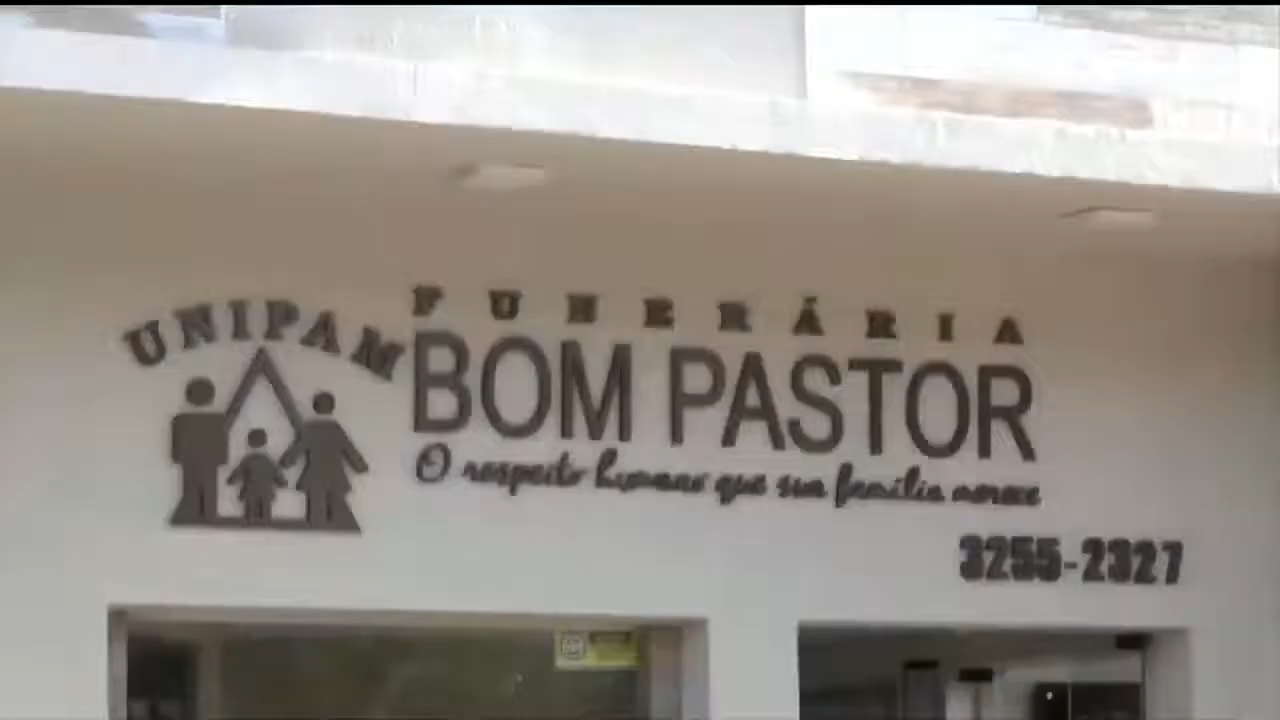 UNIPAM
FUNERÁRIA
BOM PASTOR
O respeito humano que sua família merece
3255-2327